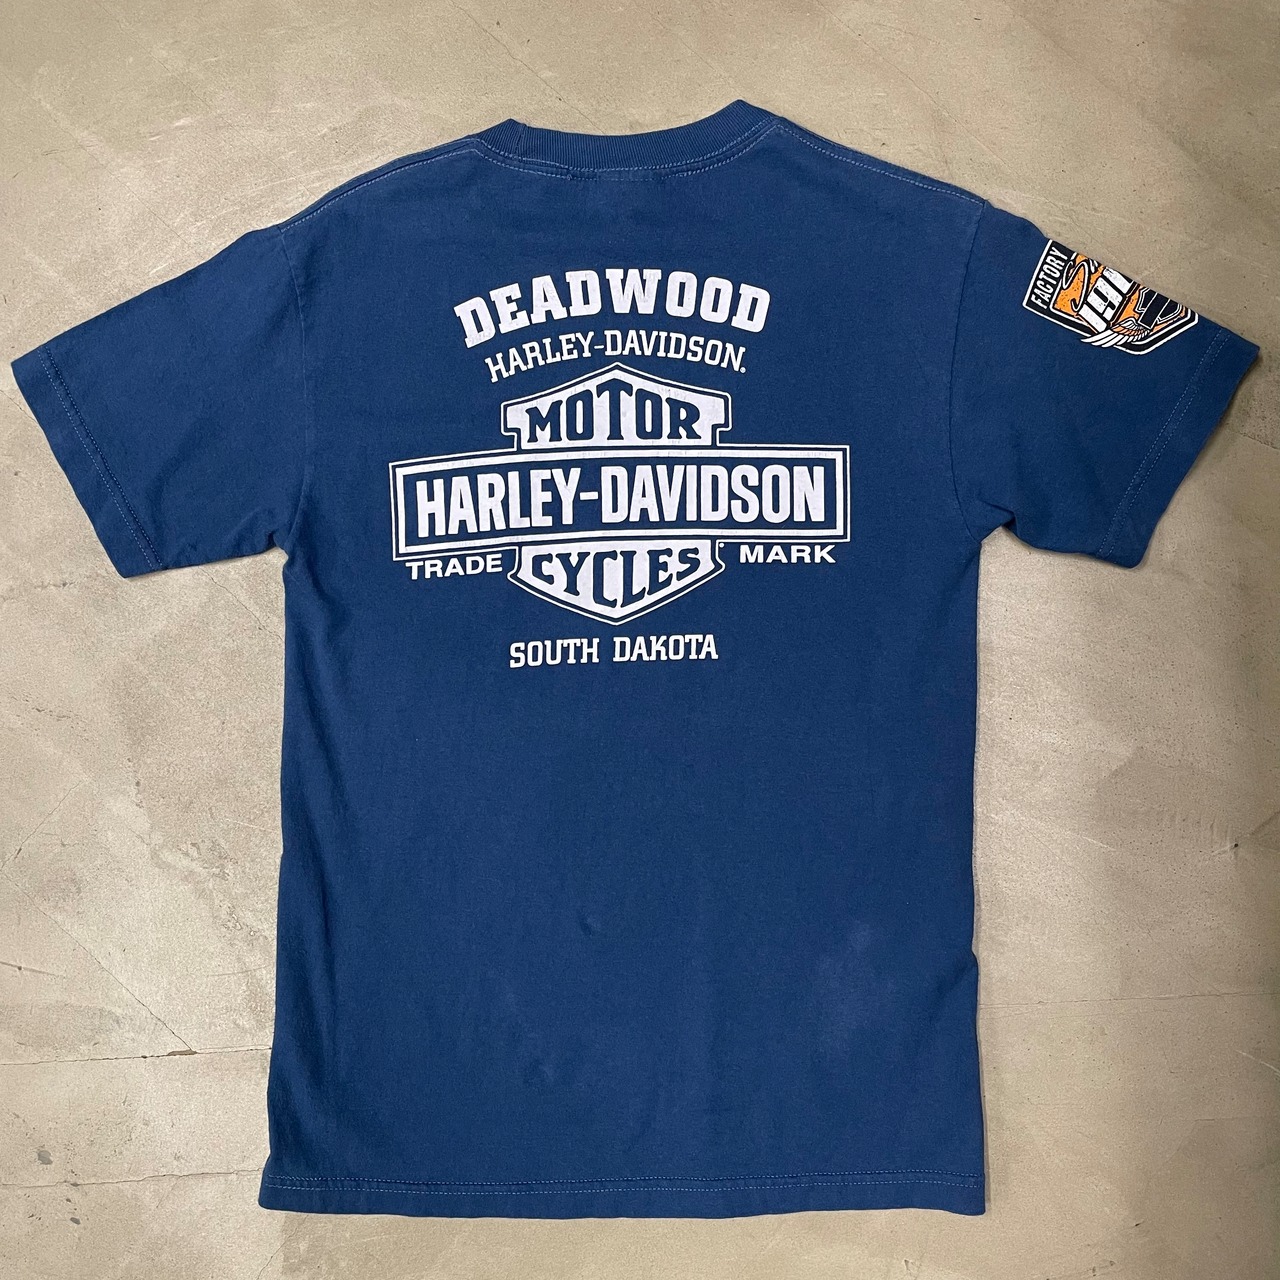 DEADWOOD
HARLEY-DAVIDSON.
MOTOR
HARLEY-DAVIDSON
TRADE MARK
CYCLES
SOUTH DAKOTA
FACTORY